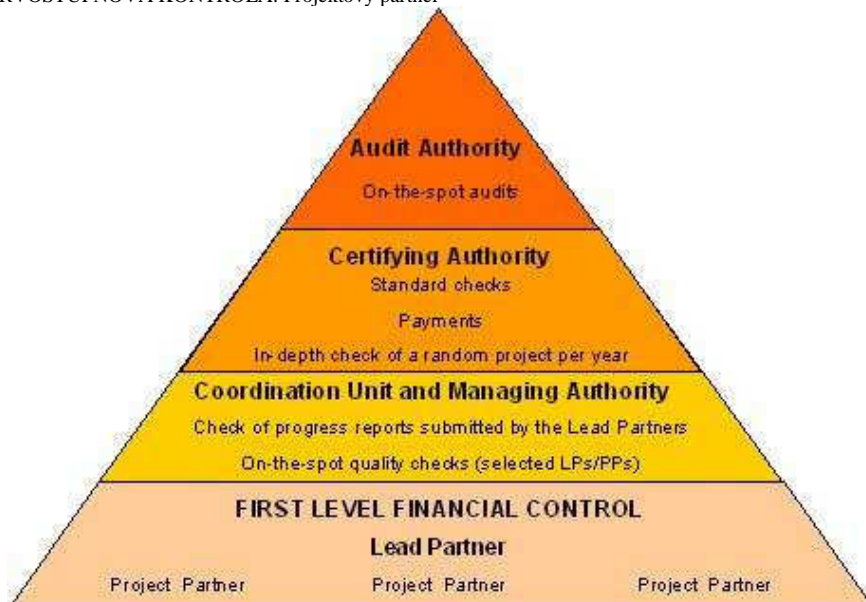 Projektový partner
Audit Authority
On-the-spot audits
Certifying Authority
Standard checks
Payments
In-depth check of a random project per year
Coordination Unit and Managing Authority
Check of progress reports submitted by the Lead Partners
On-the-spot quality checks (selected LPs/PPs)
FIRST LEVEL FINANCIAL CONTROL
Lead Partner
Project Partner Project Partner Project Partner